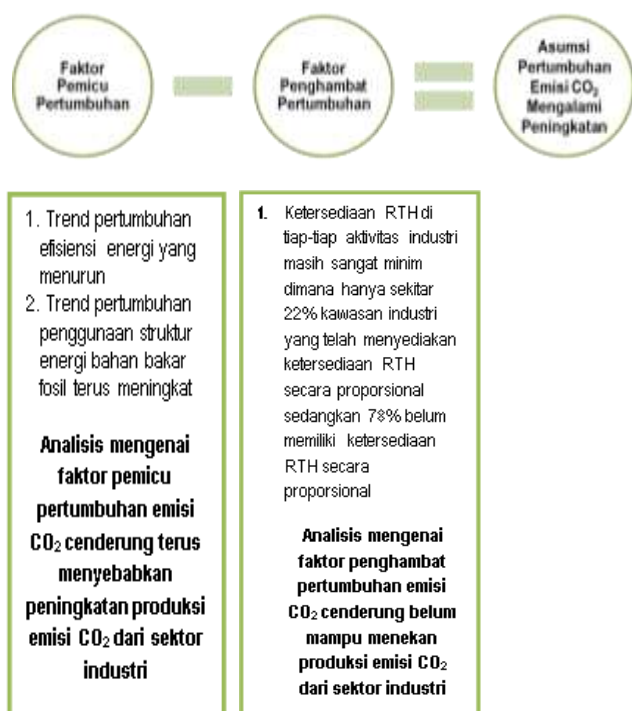 Faktor
Pemicu
Pertumbuhan
Faktor
Penghambat
Pertumbuhan
Asumsi
Pertumbuhan
Emisi CO₂
Mengalami
Peningkatan
1. Trend pertumbuhan
efisiensi energi yang
menurun
2. Trend pertumbuhan
penggunaan struktur
energi bahan bakar
fosil terus meningkat
Analisis mengenai
faktor pemicu
pertumbuhan emisi
CO₂ cenderung terus
menyebabkan
peningkatan produksi
emisi CO₂ dari sektor
industri
1. Ketersediaan RTH di
tiap-tiap aktivitas industri
masih sangat minim
dimana hanya sekitar
22% kawasan industri
yang telah menyediakan
ketersediaan RTH
secara proporsional
sedangkan 78% belum
memiliki ketersediaan
RTH secara
proporsional
Analisis mengenai
faktor penghambat
pertumbuhan emisi
CO₂ cenderung belum
mampu menekan
produksi emisi CO₂
dari sektor industri